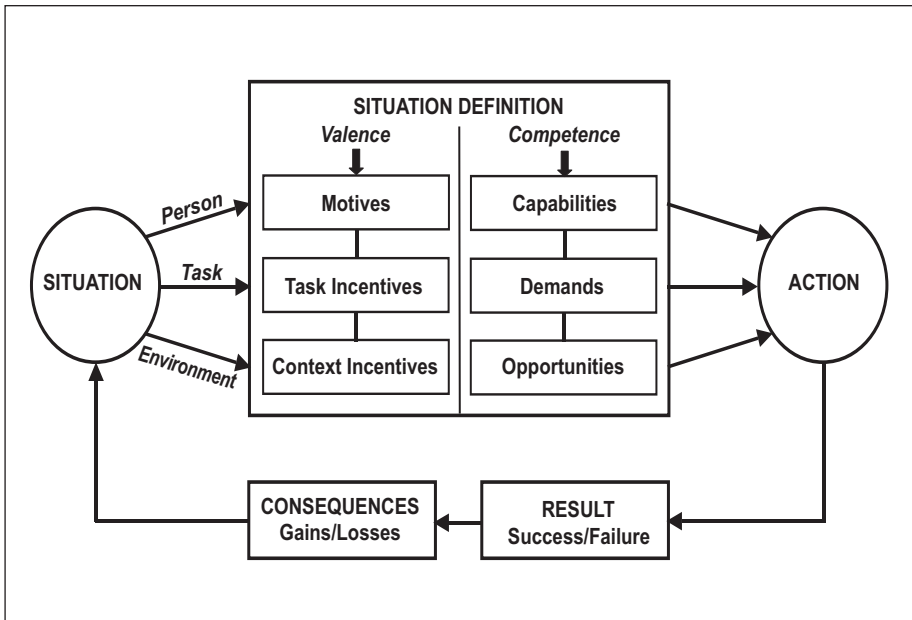 SITUATION DEFINITION
Valence
Competence
Person
Motives
Capabilities
SITUATION
Task
Task Incentives
Demands
ACTION
Environment
Context Incentives
Opportunities
CONSEQUENCES
Gains/Losses
RESULT
Success/Failure